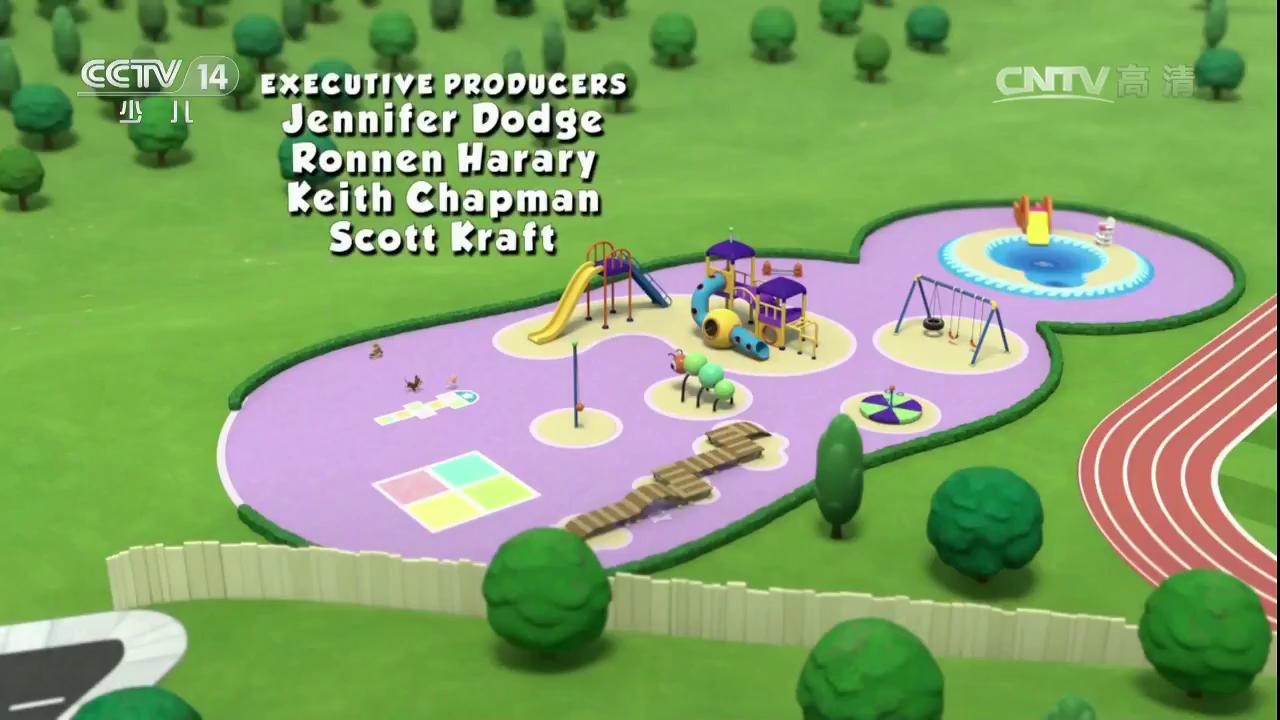 CCTV 14
少儿
EXECUTIVE PRODUCERS
Jennifer Dodge
Ronnen Harary
Keith Chapman
Scott Kraft
CNTV高清